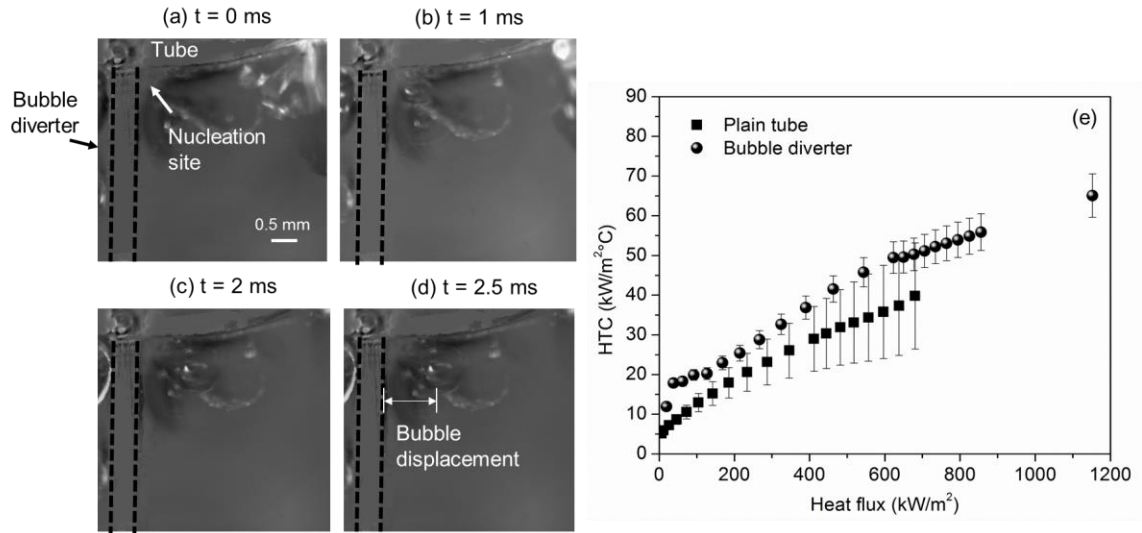 (a) t = 0 ms
(b) t = 1 ms
Tube
Bubble
diverter
Nucleation
site
0.5 mm
(c) t = 2 ms
(d) t = 2.5 ms
Bubble
displacement
(e)
Plain tube
Bubble diverter
HTC (kW/m²°C)
90
80
70
60
50
40
30
20
10
0
0 200 400 600 800 1000 1200
Heat flux (kW/m²)